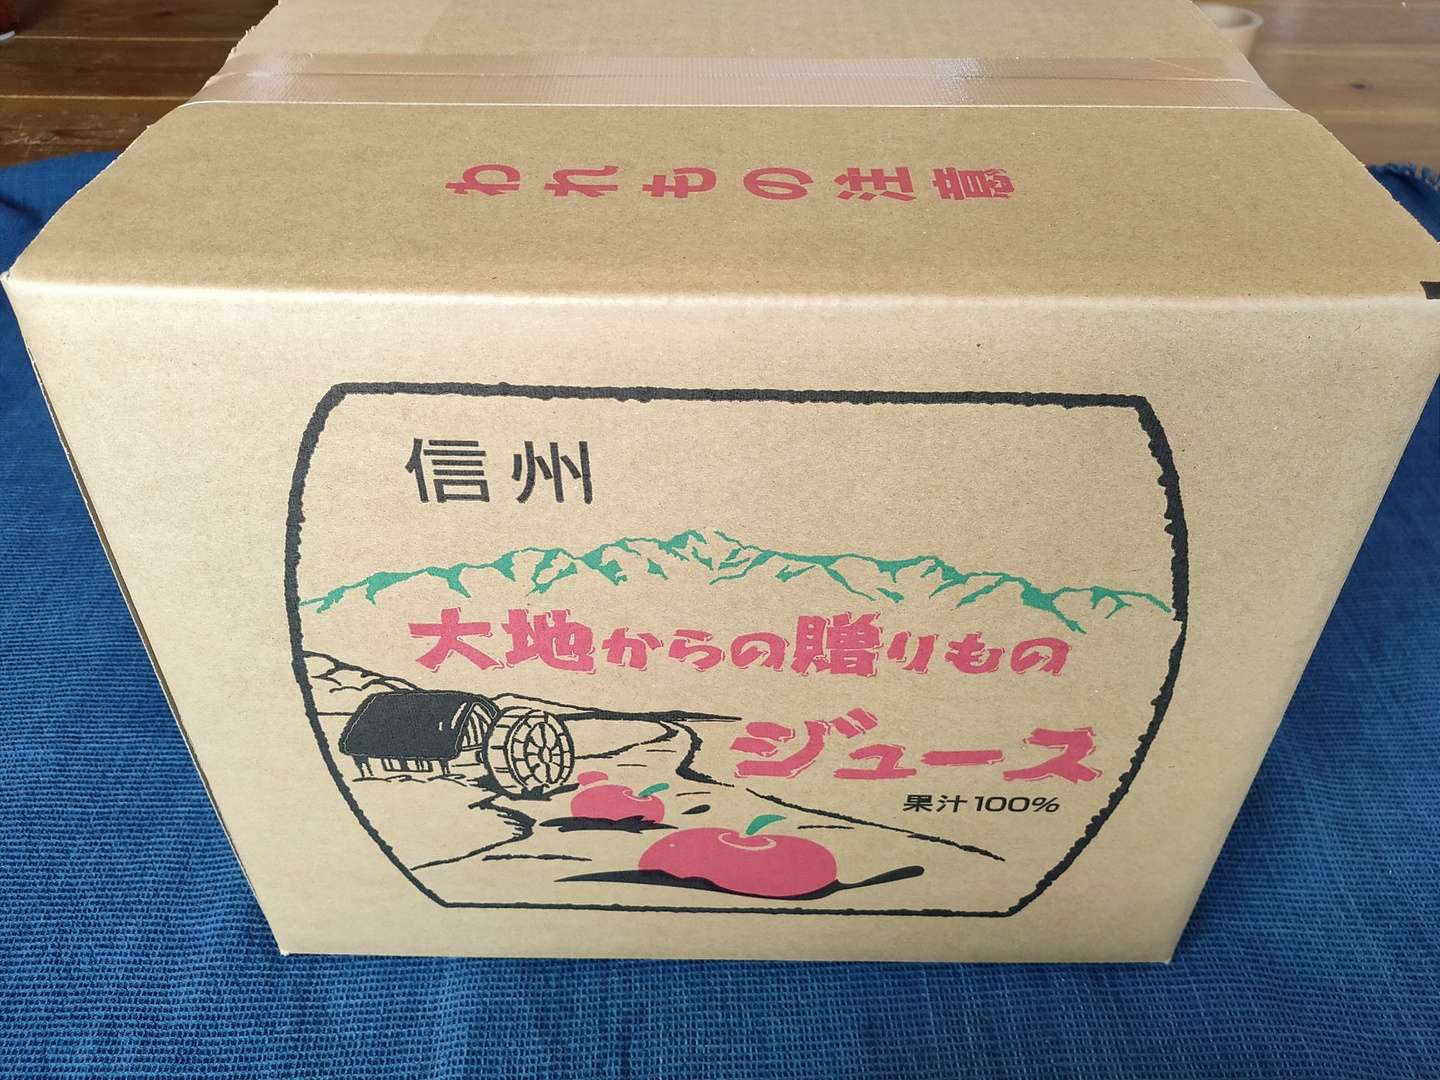 われもの注意
信州
大地からの贈りもの
ジュース
果汁100%